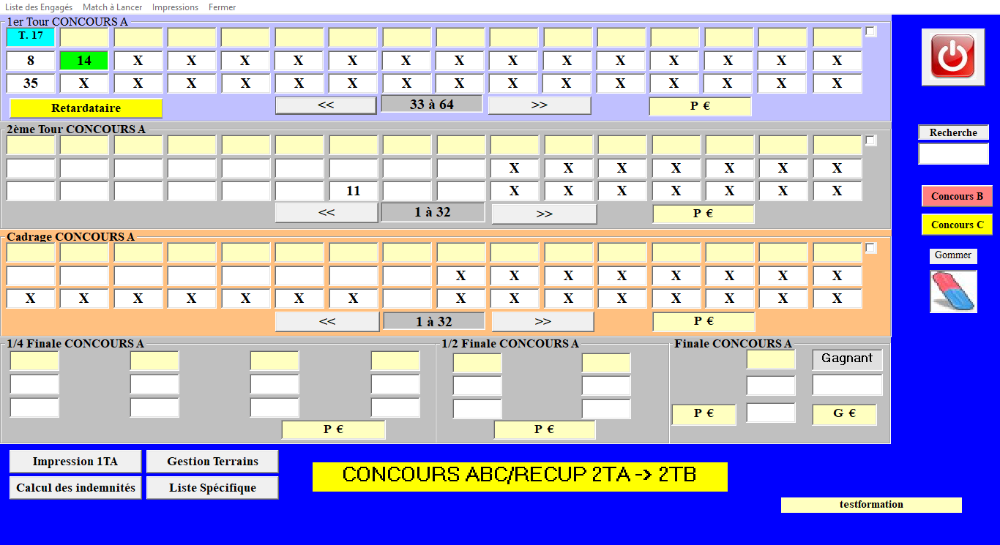 Liste des Engagés Match à Lancer Impressions Fermer
1er Tour CONCOURS A
T. 17
8 14 X X X X X X X X X X X X X X
35 X X X X X X X X X X X X X X X
Retardataire << 33 à 64 >> P €
Recherche
2ème Tour CONCOURS A
X X X X X X X
11 X X X X X X X
<< 1 à 32 >> P €
Concours B
Concours C
Cadrage CONCOURS A
Gommer
X X X X X X X X
X X X X X X X X X X X X X X X
<< 1 à 32 >> P €
1/4 Finale CONCOURS A 1/2 Finale CONCOURS A Finale CONCOURS A
Gagnant
P € G €
P € P €
Impression 1TA Gestion Terrains
CONCOURS ABC/RECUP 2TA -> 2TB
Calcul des indemnités Liste Spécifique
testformation